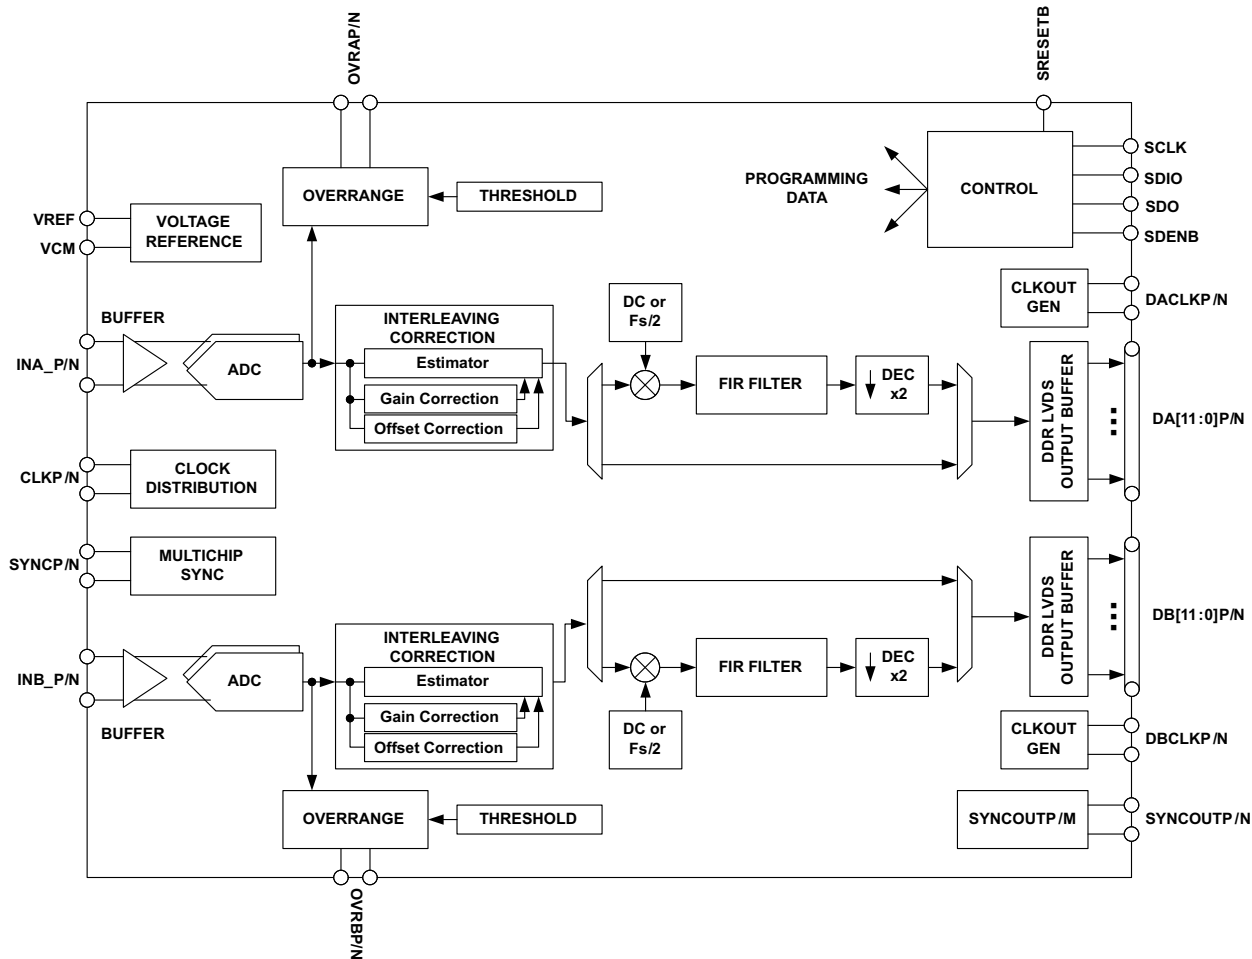 OVRAP/N
SRESETB
OVERRANGE
THRESHOLD
PROGRAMMING
DATA
CONTROL
SCLK
SDIO
SDO
SDENB
VREF
VCM
VOLTAGE
REFERENCE
CLKOUT
GEN
DACLKP/N
BUFFER
INA_P/N
ADC
INTERLEAVING
CORRECTION
Estimator
Gain Correction
Offset Correction
DC or
Fs/2
FIR FILTER
DEC
x2
DDR LVDS
OUTPUT BUFFER
DA[11:0]P/N
CLKP/N
CLOCK
DISTRIBUTION
SYNCP/N
MULTICHIP
SYNC
DDR LVDS
OUTPUT BUFFER
DB[11:0]P/N
INB_P/N
ADC
BUFFER
INTERLEAVING
CORRECTION
Estimator
Gain Correction
Offset Correction
FIR FILTER
DEC
x2
DC or
Fs/2
CLKOUT
GEN
DBCLKP/N
OVERRANGE
THRESHOLD
SYNCOUTP/M
SYNCOUTP/N
OVRBP/N